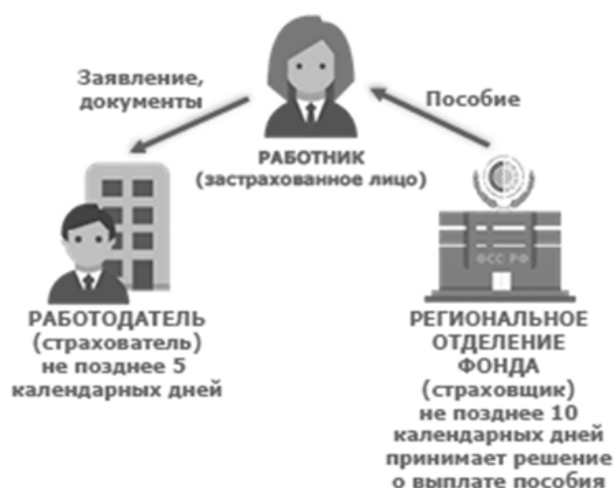 Заявление,
документы
Пособие
РАБОТНИК
(застрахованное лицо)
ФСС РФ
РАБОТОДАТЕЛЬ
(страхователь)
не позднее 5
календарных дней
РЕГИОНАЛЬНОЕ
ОТДЕЛЕНИЕ
ФОНДА
(страховщик)
не позднее 10
календарных дней
принимает решение
о выплате пособия